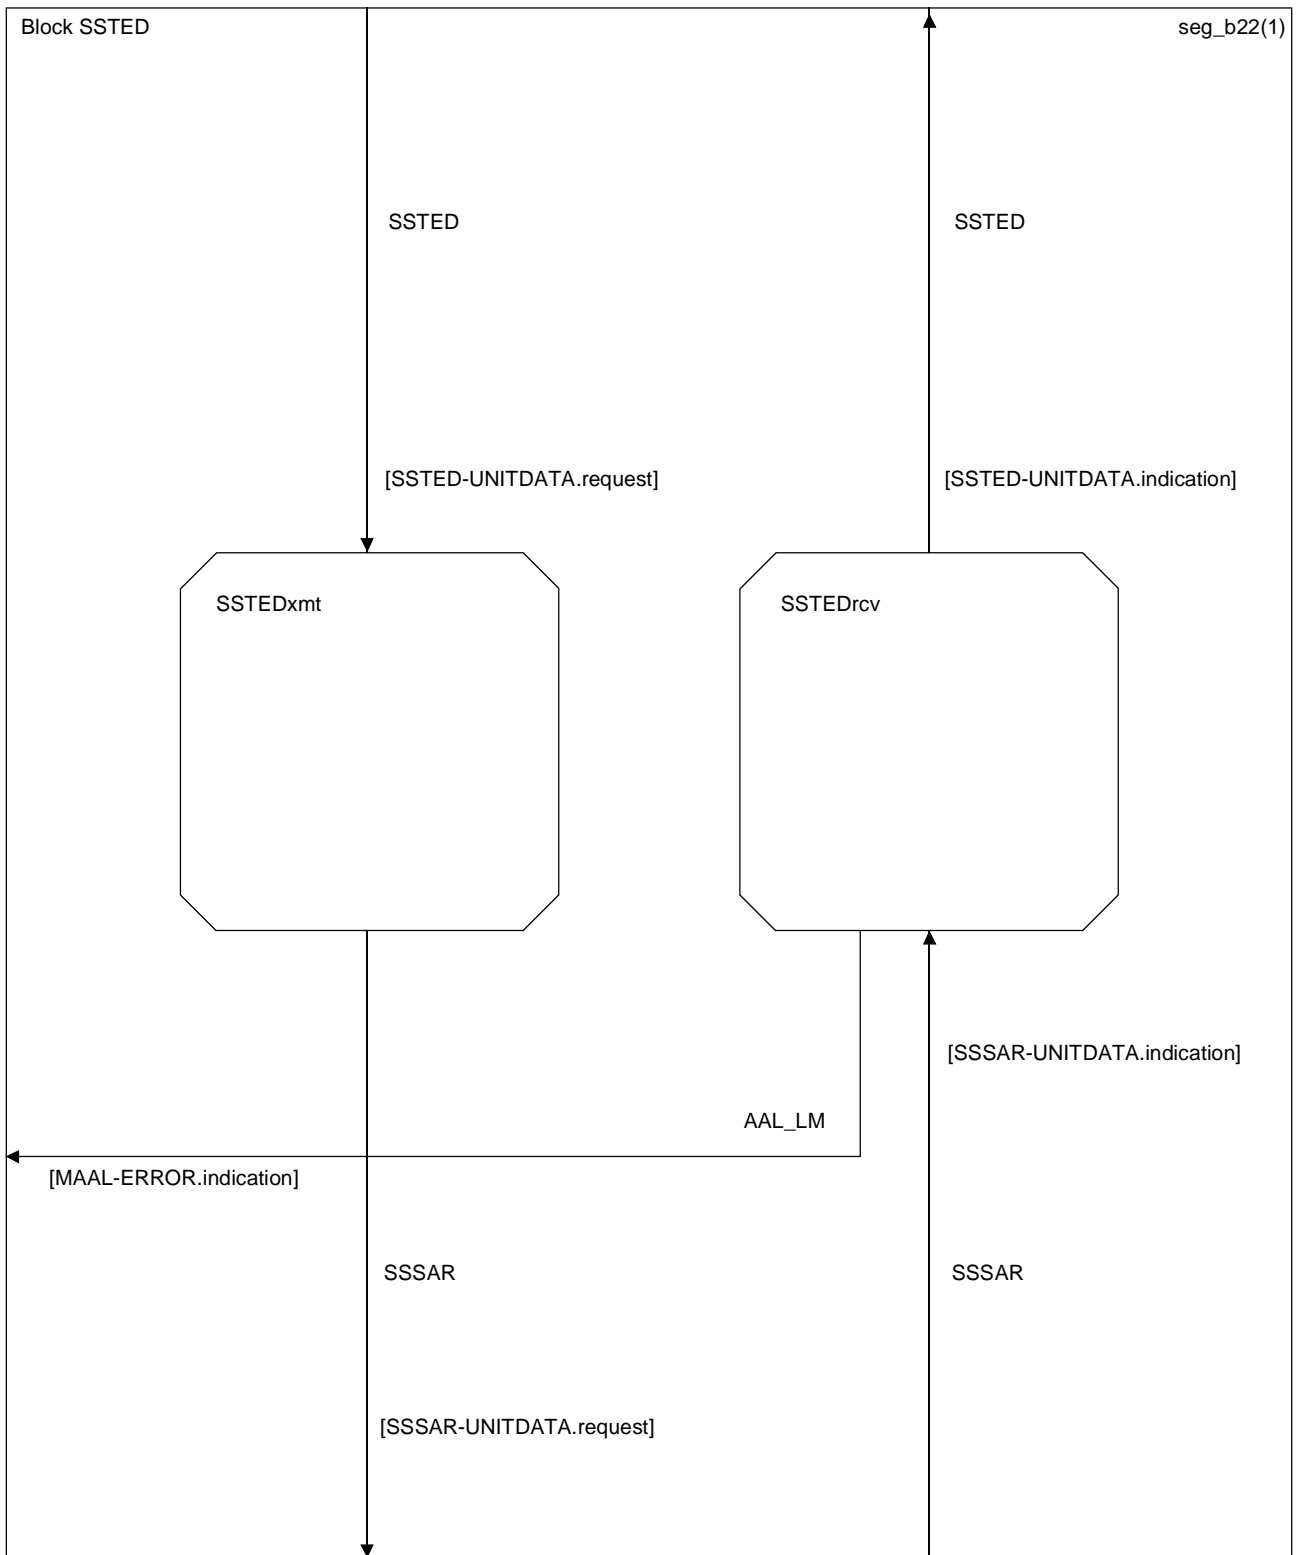 Block SSTED
seg_b22(1)
SSTED
SSTED
[SSTED-UNITDATA.request]
[SSTED-UNITDATA.indication]
SSTEDxmt
SSTEDrcv
[SSSAR-UNITDATA.indication]
AAL_LM
[MAAL-ERROR.indication]
SSSAR
SSSAR
[SSSAR-UNITDATA.request]